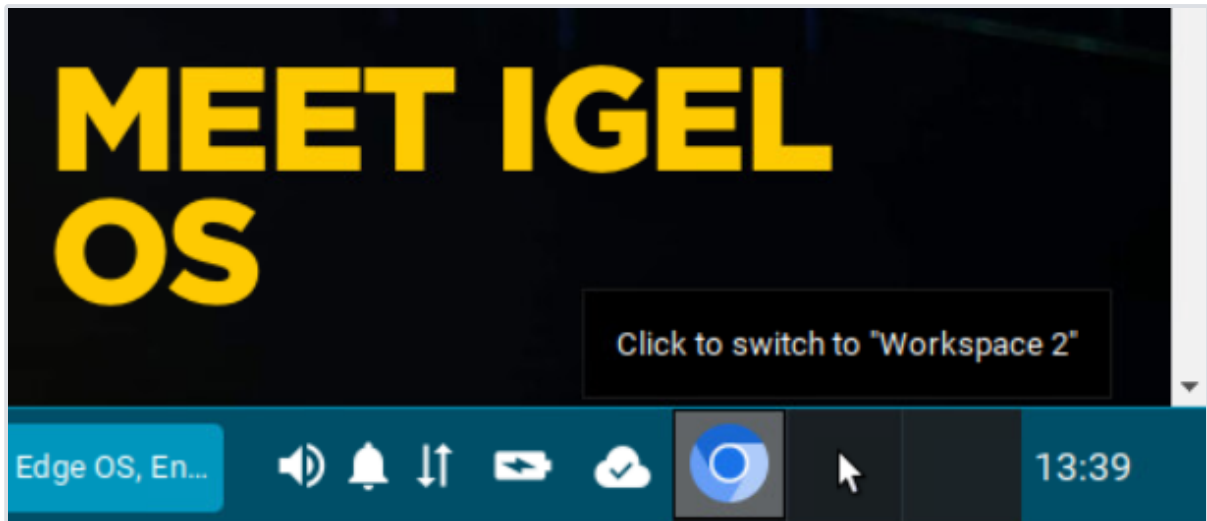 MEET IGEL
OS
Click to switch to "Workspace 2"
Edge OS, En...
13:39